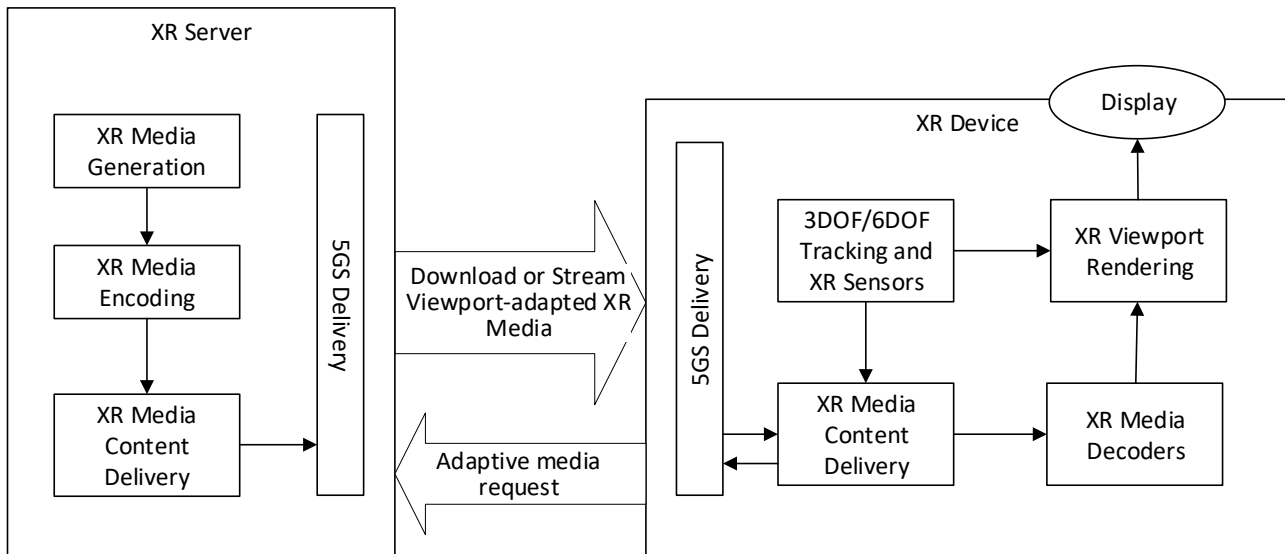 XR Server
XR Media
Generation
XR Media
Encoding
XR Media
Content
Delivery
5GS Delivery
Download or Stream
Viewport-adapted XR
Media
Adaptive media
request
Display
XR Device
5GS Delivery
3DOF/6DOF
Tracking and
XR Sensors
XR Viewport
Rendering
XR Media
Content
Delivery
XR Media
Decoders